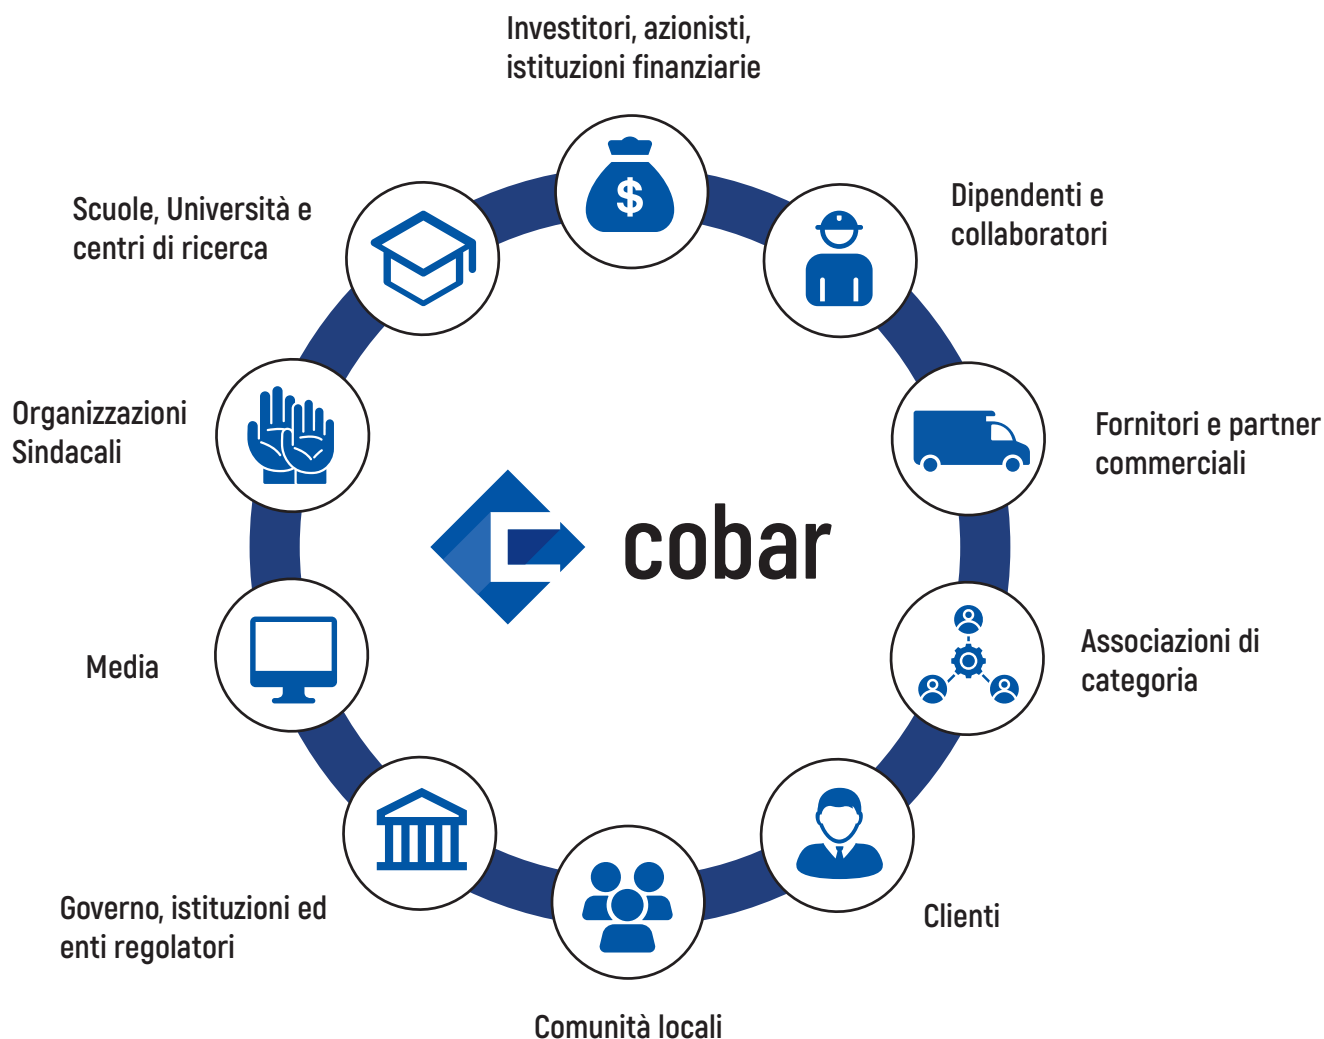 Investitori, azionisti,
istituzioni finanziarie
$
Dipendenti e
collaboratori
Fornitori e partner
commerciali
Associazioni di
categoria
Clienti
Comunità locali
Governo, istituzioni ed
enti regolatori
Media
Organizzazioni
Sindacali
Scuole, Università e
centri di ricerca
cobar